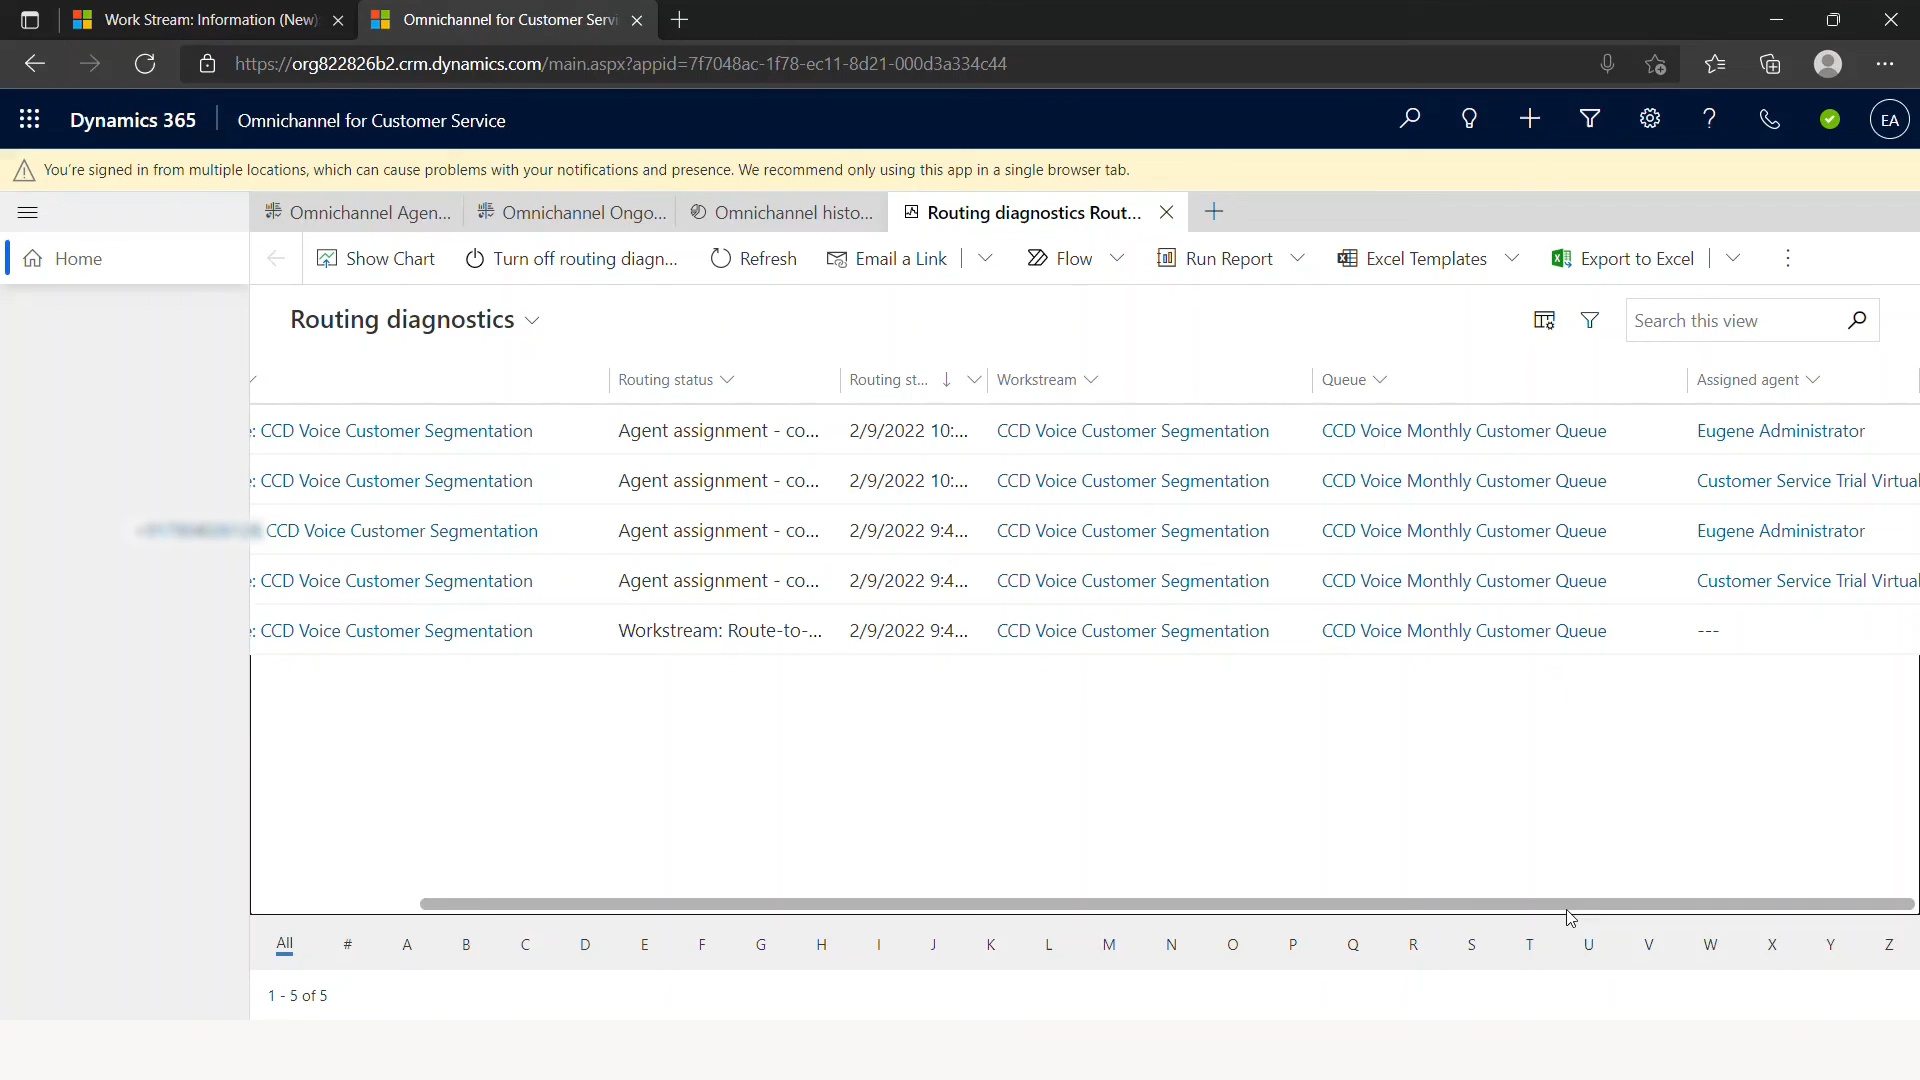 Work Stream: Information (New)
Omnichannel for Customer Servi
https://org822826b2.crm.dynamics.com/main.aspx?appid=7f7048ac-1f78-ec11-8d21-000d3a334c44
Dynamics 365 Omnichannel for Customer Service EA
You're signed in from multiple locations, which can cause problems with your notifications and presence. We recommend only using this app in a single browser tab.
Omnichannel Agen... Omnichannel Ongo... Omnichannel histo... Routing diagnostics Rout...
Home
Show Chart Turn off routing diagn... Refresh Email a Link Flow Run Report Excel Templates Export to Excel
Routing diagnostics
Search this view
Routing status Routing st... Workstream Queue Assigned agent
: CCD Voice Customer Segmentation Agent assignment - co... 2/9/2022 10:... CCD Voice Customer Segmentation CCD Voice Monthly Customer Queue Eugene Administrator
: CCD Voice Customer Segmentation Agent assignment - co... 2/9/2022 10:... CCD Voice Customer Segmentation CCD Voice Monthly Customer Queue Customer Service Trial Virtual
CCD Voice Customer Segmentation Agent assignment - co... 2/9/2022 9:4... CCD Voice Customer Segmentation CCD Voice Monthly Customer Queue Eugene Administrator
: CCD Voice Customer Segmentation Agent assignment - co... 2/9/2022 9:4... CCD Voice Customer Segmentation CCD Voice Monthly Customer Queue Customer Service Trial Virtual
: CCD Voice Customer Segmentation Workstream: Route-to-... 2/9/2022 9:4... CCD Voice Customer Segmentation CCD Voice Monthly Customer Queue ---
All # A B C D E F G H I J K L M N O P Q R S T U V W X Y Z
1 - 5 of 5